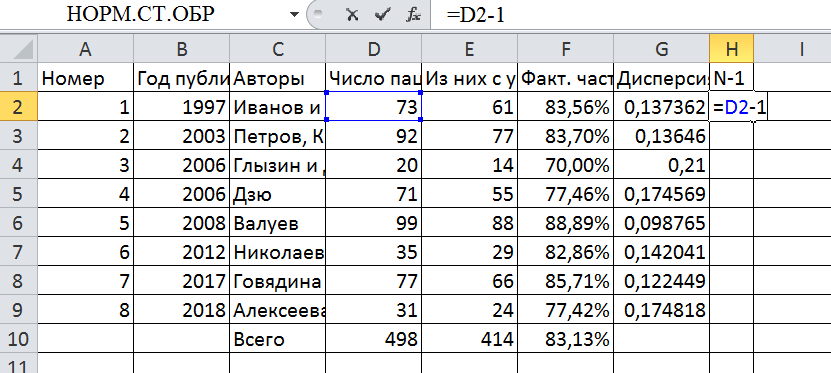 НОРМ.СТ.ОБР fx =D2-1
A B C D E F G H I
1 Номер Год публи Авторы Число пац Из них с у Факт. част Дисперсия N-1
2 1 1997 Иванов и 73 61 83,56% 0,137362 =D2-1
3 2 2003 Петров, К 92 77 83,70% 0,13646
4 3 2006 Глызин и 20 14 70,00% 0,21
5 4 2006 Дзю 71 55 77,46% 0,174569
6 5 2008 Валуев 99 88 88,89% 0,098765
7 6 2012 Николаев 35 29 82,86% 0,142041
8 7 2017 Говядина 77 66 85,71% 0,122449
9 8 2018 Алексеева 31 24 77,42% 0,174818
10 Всего 498 414 83,13%
11